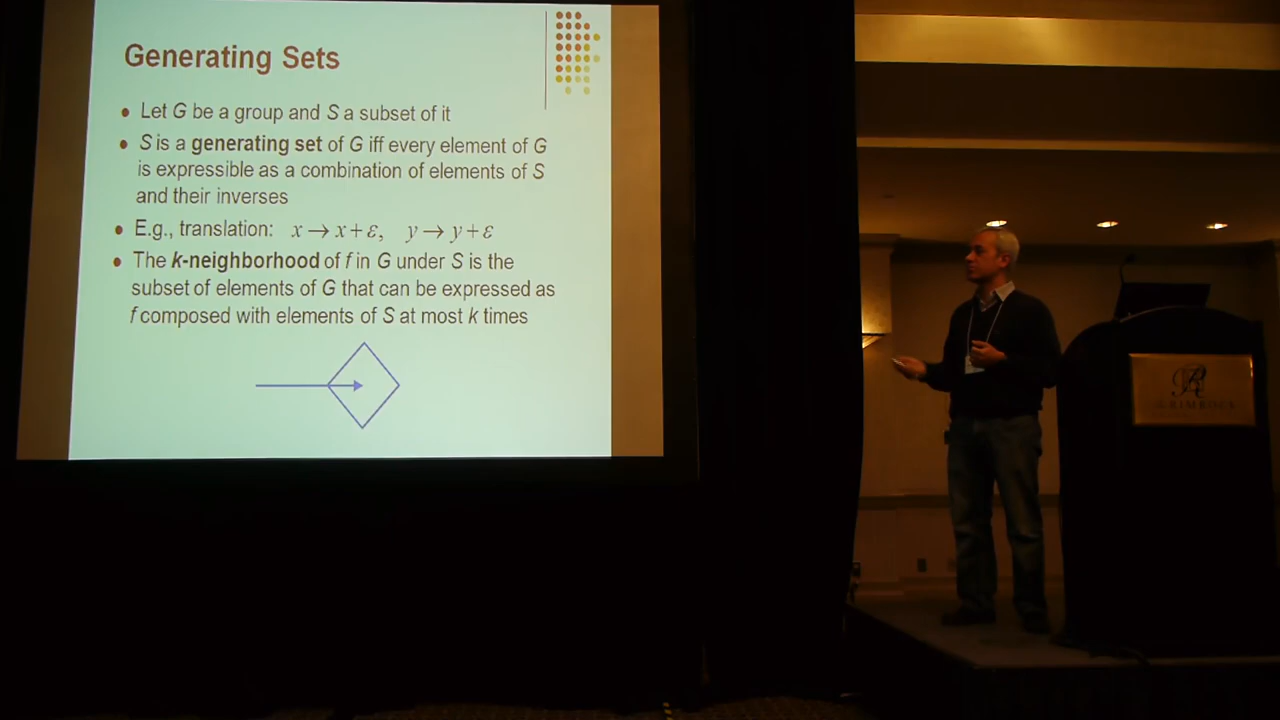 Generating Sets
• Let G be a group and S a subset of it
• S is a generating set of G iff every element of G
is expressible as a combination of elements of S
and their inverses
• E.g., translation: x → x + ε, y → y + ε
• The k-neighborhood of f in G under S is the
subset of elements of G that can be expressed as
f composed with elements of S at most k times
R
RIMROCK